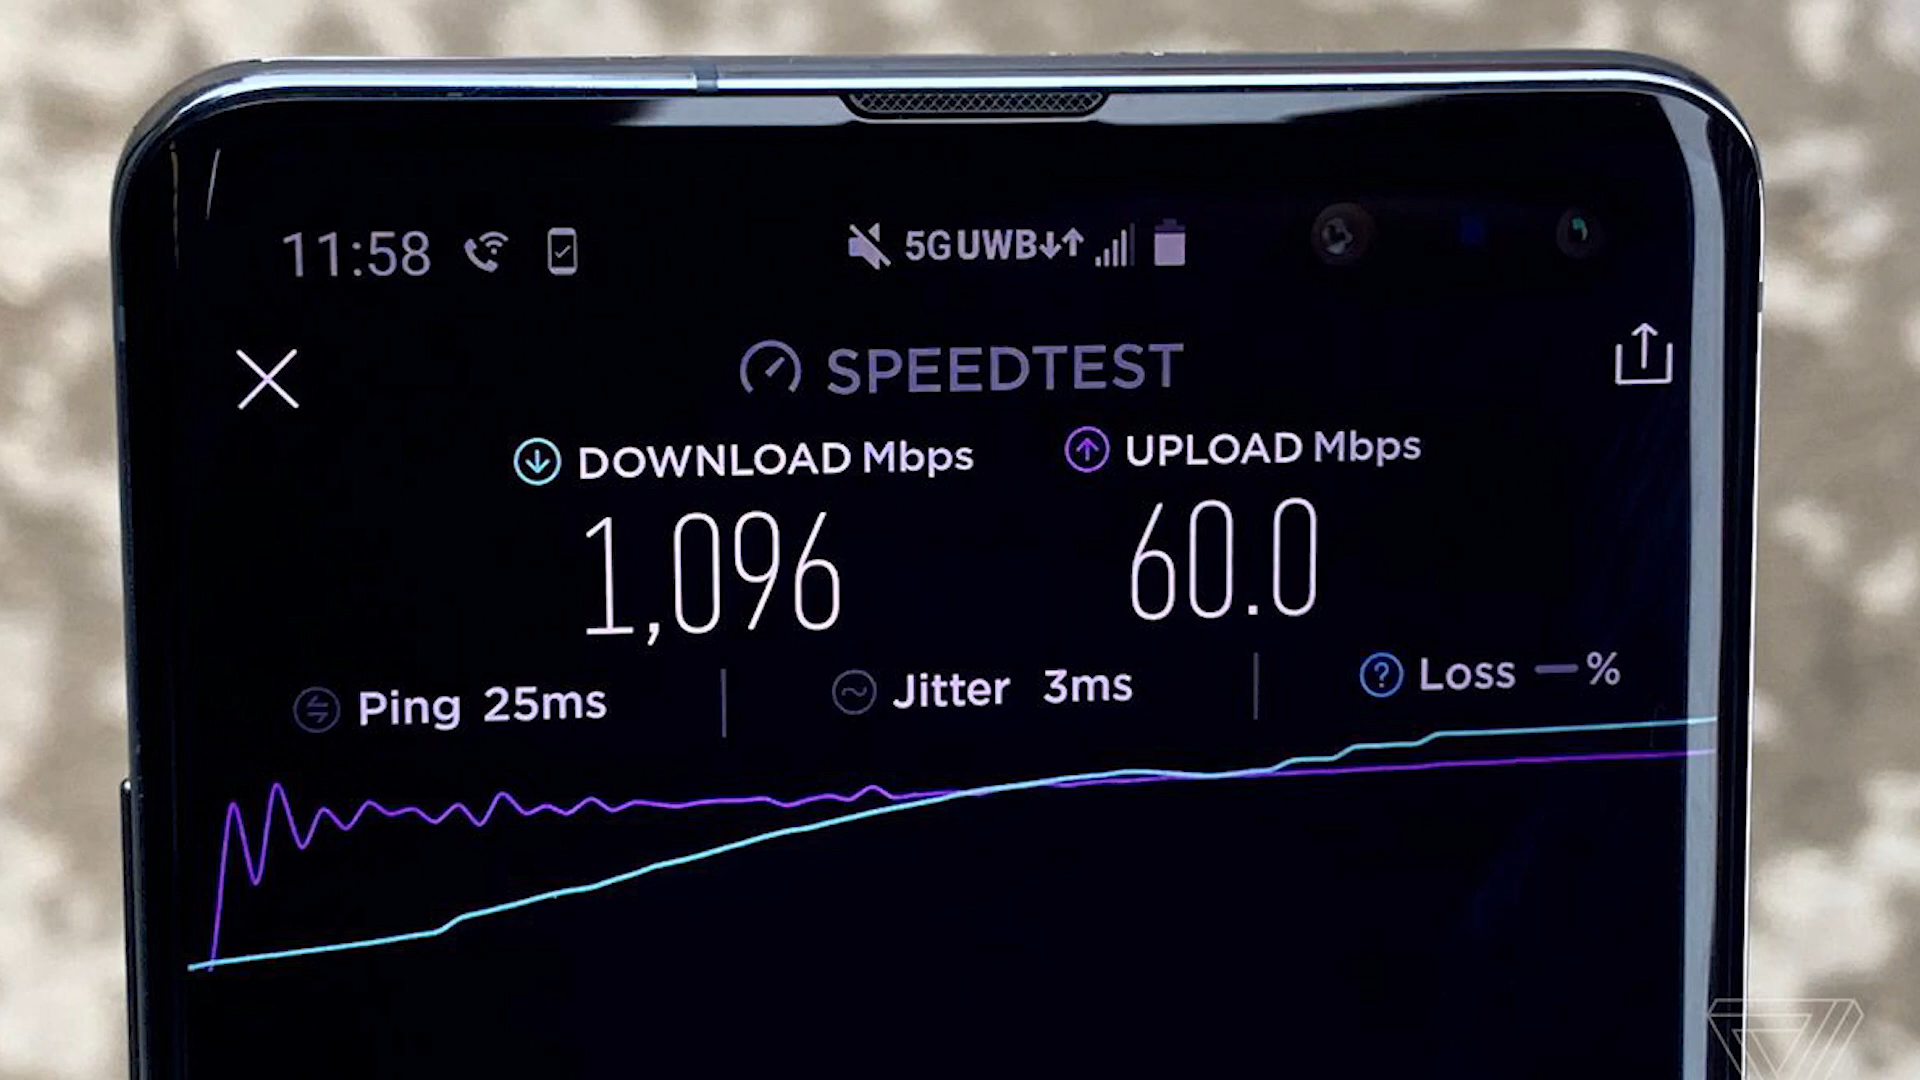 11:58 5GUWB
SPEEDTEST
DOWNLOAD Mbps UPLOAD Mbps
1,096 60.0
Ping 25ms Jitter 3ms Loss —%